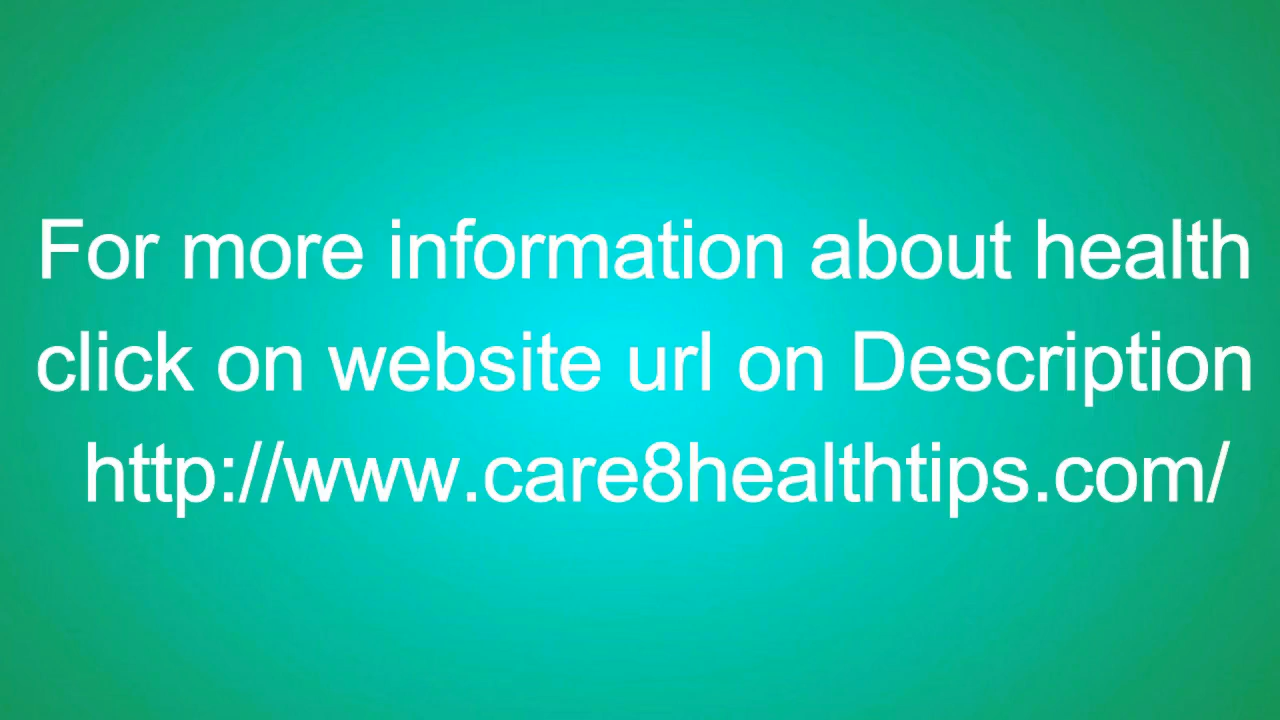 For more information about health
click on website url on Description
http://www.care8healthtips.com/